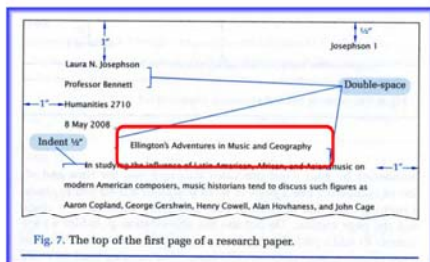 1"
½"
Josephson 1
Laura N. Josephson
Professor Bennett
Double-space
1"
Humanities 2710
8 May 2008
Indent ½"
Ellington's Adventures in Music and Geography
In studying the influence of Latin American, African, and Asian music on
1"
modern American composers, music historians tend to discuss such figures as
Aaron Copland, George Gershwin, Henry Cowell, Alan Hovhaness, and John Cage
Fig. 7. The top of the first page of a research paper.